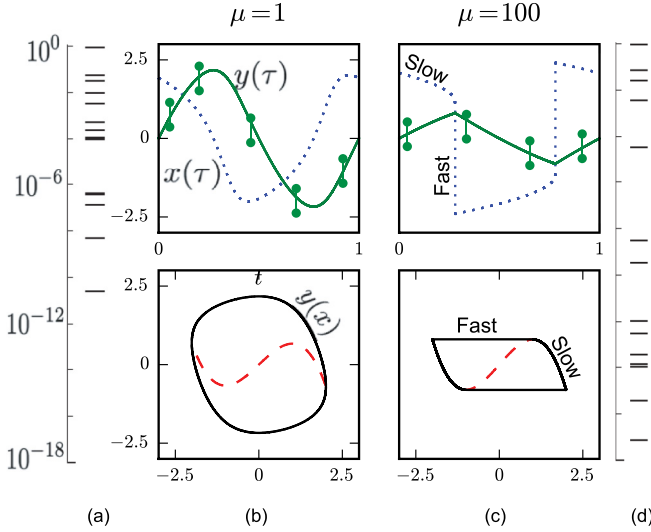 μ = 1
μ = 100
10^0
10^{-6}
10^{-12}
10^{-18}
2.5
0
−2.5
y(τ)
x(τ)
0
1
t
Slow
Fast
0
1
2.5
0
−2.5
y(x)
−2.5
0
2.5
Fast
Slow
−2.5
0
2.5
(a)
(b)
(c)
(d)